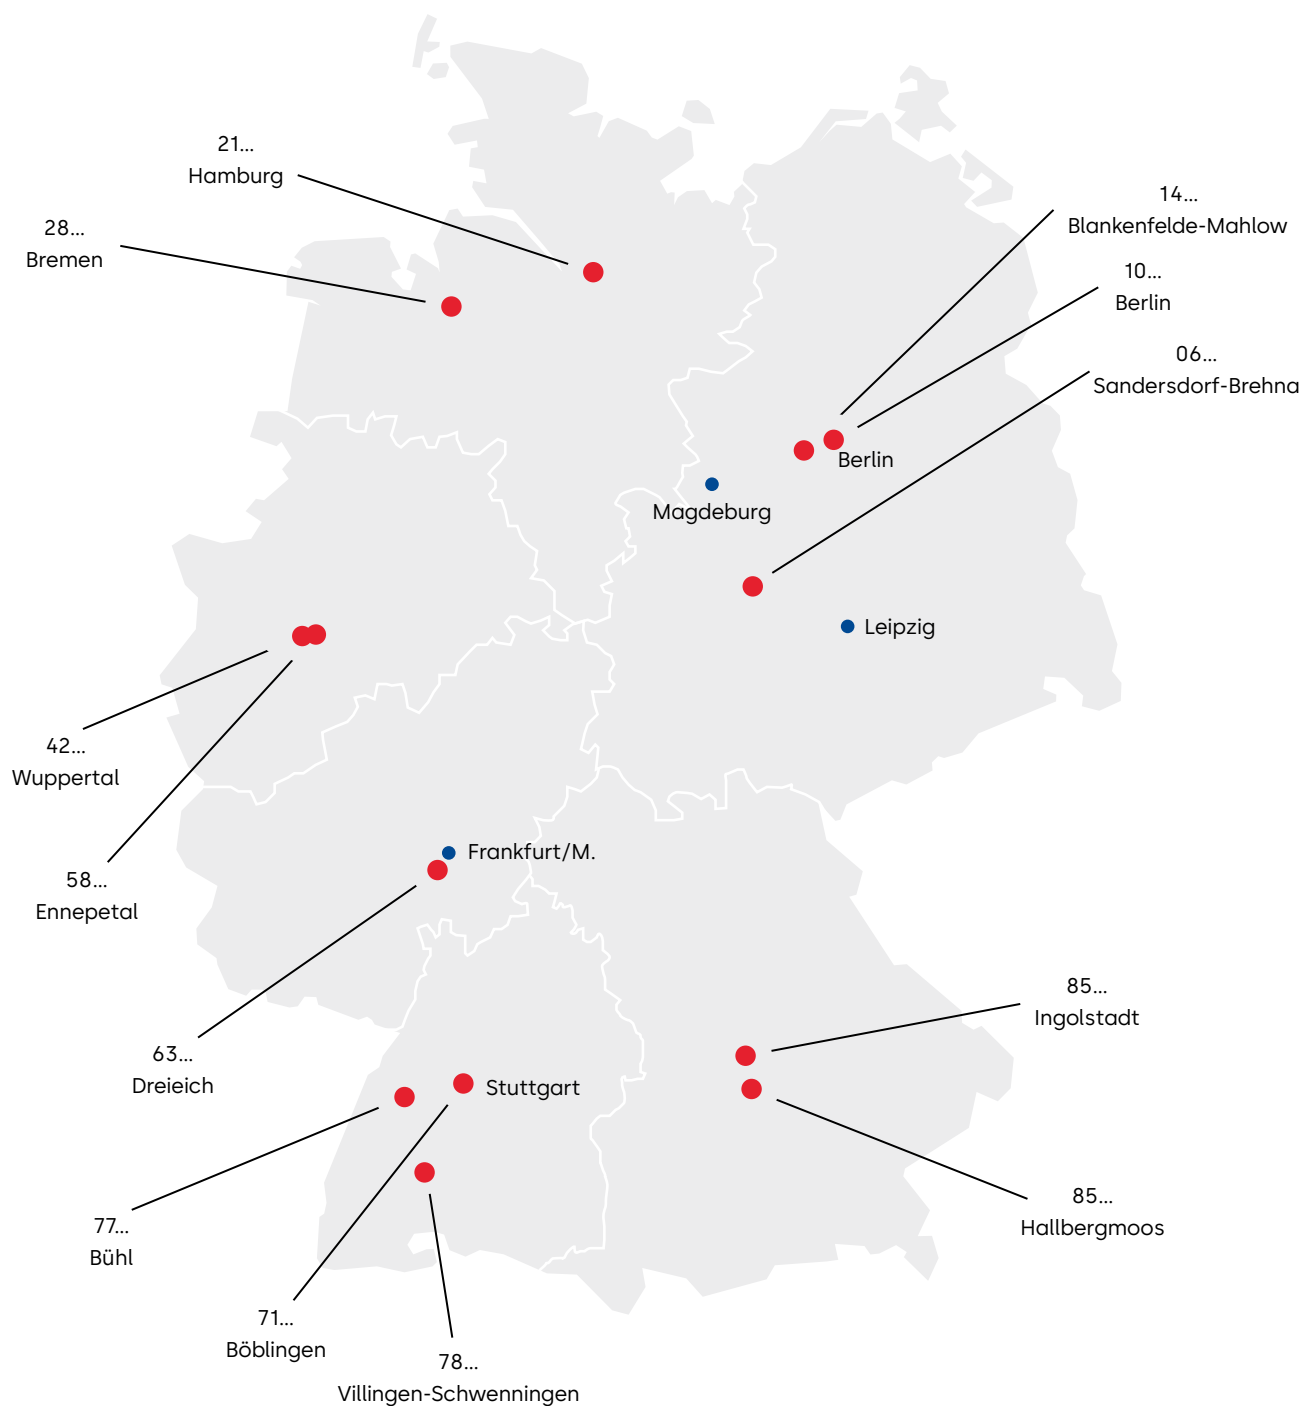 21...
Hamburg
14...
Blankenfelde-Mahlow
28...
Bremen
10...
Berlin
06...
Sandersdorf-Brehna
Berlin
Magdeburg
Leipzig
42...
Wuppertal
Frankfurt/M.
58...
Ennepetal
85...
Ingolstadt
63...
Dreieich
Stuttgart
85...
Hallbergmoos
77...
Bühl
71...
Böblingen
78...
Villingen-Schwenningen